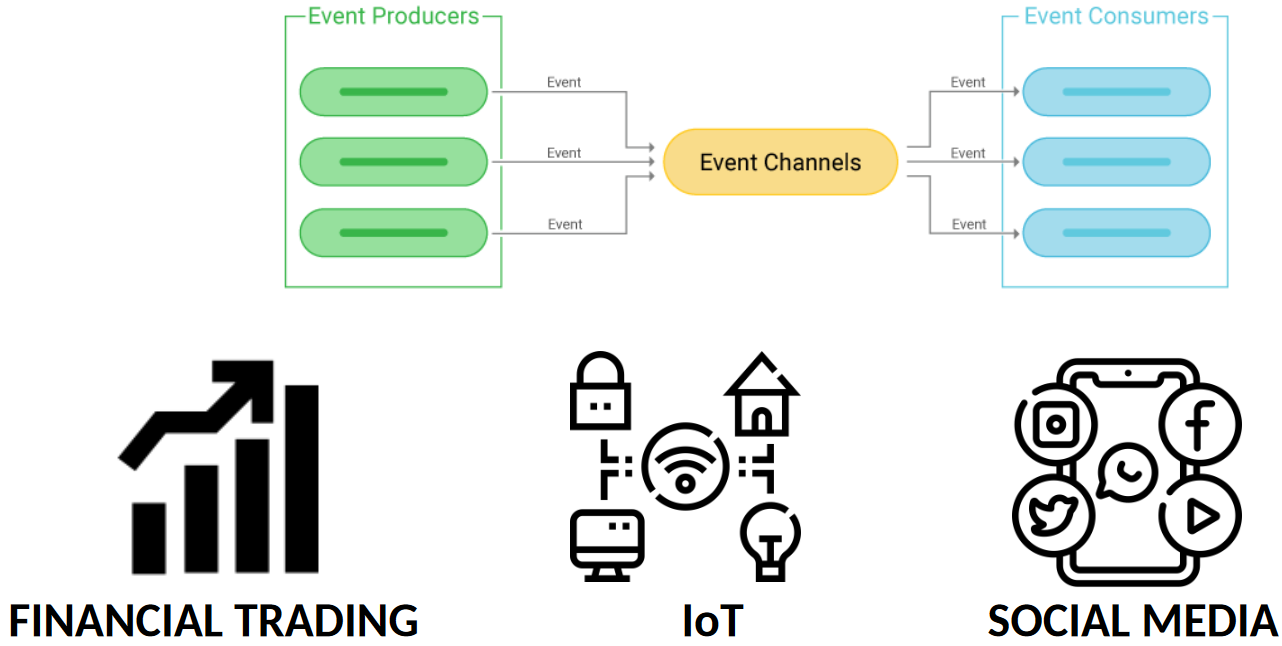 Event Producers
Event Consumers
Event
Event
Event
Event
Event Channels
Event
Event
FINANCIAL TRADING
IoT
SOCIAL MEDIA